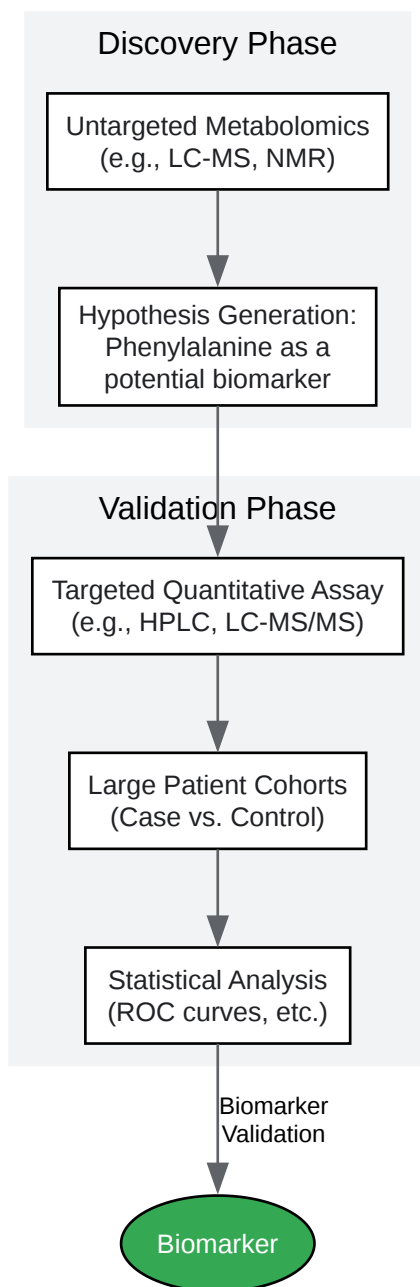 Discovery Phase
Untargeted Metabolomics
(e.g., LC-MS, NMR)
Hypothesis Generation:
Phenylalanine as a
potential biomarker
Validation Phase
Targeted Quantitative Assay
(e.g., HPLC, LC-MS/MS)
Large Patient Cohorts
(Case vs. Control)
Statistical Analysis
(ROC curves, etc.)
Biomarker
Validation
Biomarker